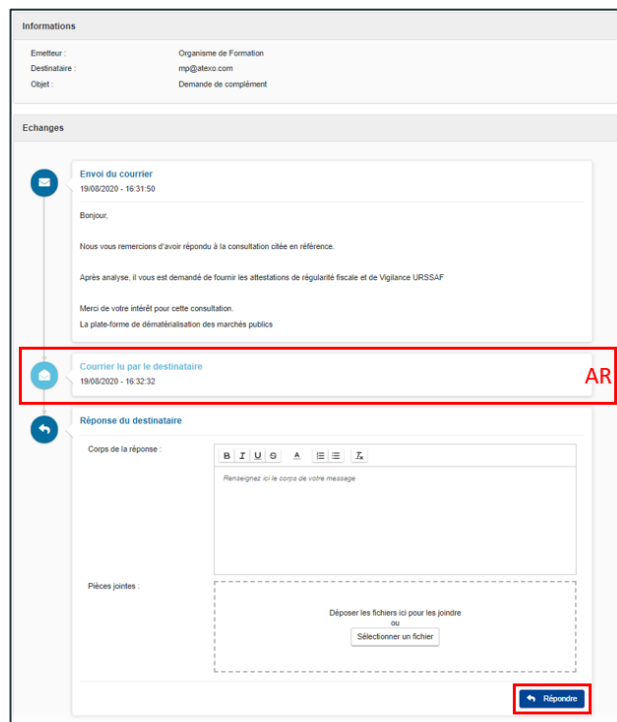 Informations
Emetteur : Organisme de Formation
Destinataire : mp@atexo.com
Objet : Demande de complément
Echanges
Envoi du courrier
19/08/2020 - 16:31:50
Bonjour,
Nous vous remercions d'avoir répondu à la consultation citée en référence.
Après analyse, il vous est demandé de fournir les attestations de régularité fiscale et de Vigilance URSSAF
Merci de votre intérêt pour cette consultation.
La plate-forme de dématérialisation des marchés publics
Courrier lu par le destinataire
19/08/2020 - 16:32:32
AR
Réponse du destinataire
Corps de la réponse :
B I U S A
Renseignez ici le corps de votre message
Pièces jointes :
Déposer les fichiers ici pour les joindre
ou
Sélectionner un fichier
Répondre